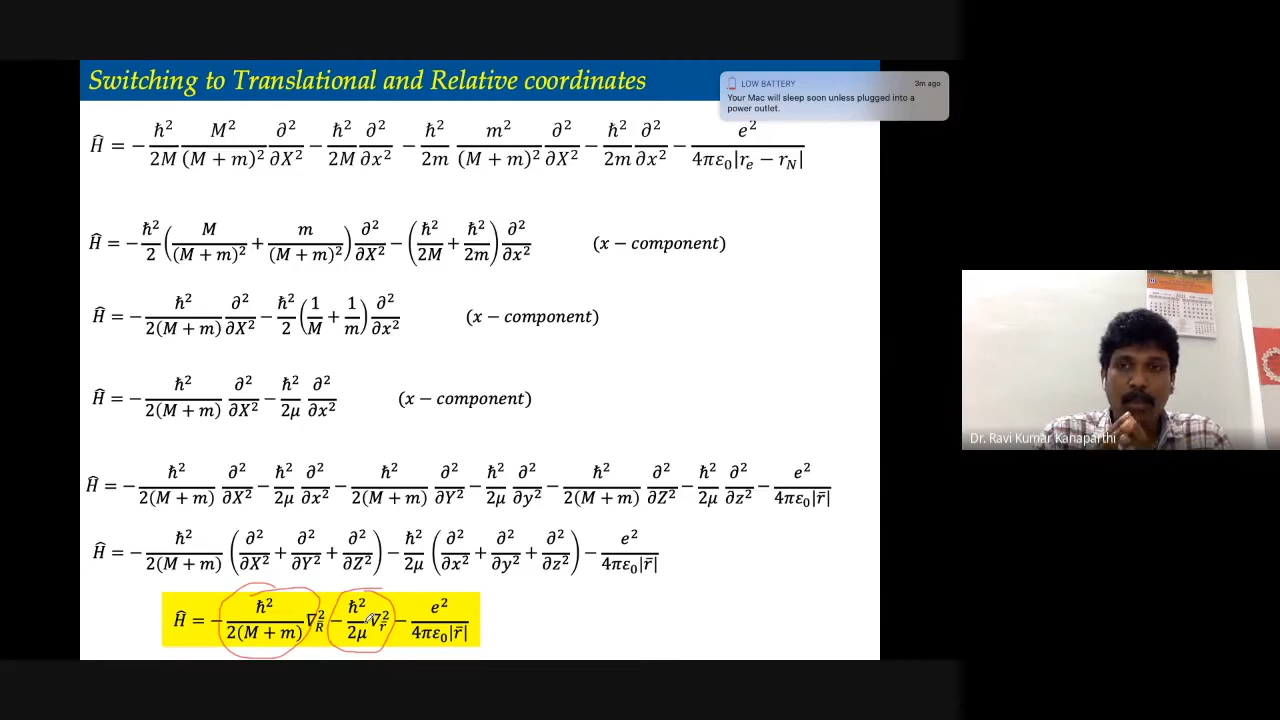 Switching to Translational and Relative coordinates
LOW BATTERY 3m ago
Your Mac will sleep soon unless plugged into a
power outlet.
Ĥ = −ħ²/2M M²/(M + m)² ∂²/∂X² − ħ²/2M ∂²/∂x² − ħ²/2m m²/(M + m)² ∂²/∂X² − ħ²/2m ∂²/∂x² − e²/4πε₀|rₑ − r_N|
Ĥ = −ħ²/2 (M/(M + m)² + m/(M + m)²) ∂²/∂X² − (ħ²/2M + ħ²/2m) ∂²/∂x² (x − component)
Ĥ = −ħ²/2(M + m) ∂²/∂X² − ħ²/2 (1/M + 1/m) ∂²/∂x² (x − component)
Ĥ = −ħ²/2(M + m) ∂²/∂X² − ħ²/2μ ∂²/∂x² (x − component)
Ĥ = −ħ²/2(M + m) ∂²/∂X² − ħ²/2μ ∂²/∂x² − ħ²/2(M + m) ∂²/∂Y² − ħ²/2μ ∂²/∂y² − ħ²/2(M + m) ∂²/∂Z² − ħ²/2μ ∂²/∂z² − e²/4πε₀|r̄|
Ĥ = −ħ²/2(M + m) (∂²/∂X² + ∂²/∂Y² + ∂²/∂Z²) − ħ²/2μ (∂²/∂x² + ∂²/∂y² + ∂²/∂z²) − e²/4πε₀|r̄|
Ĥ = −ħ²/2(M + m) ∇²_R̄ − ħ²/2μ ∇²_r̄ − e²/4πε₀|r̄|
Dr. Ravi Kumar Kanaparthi